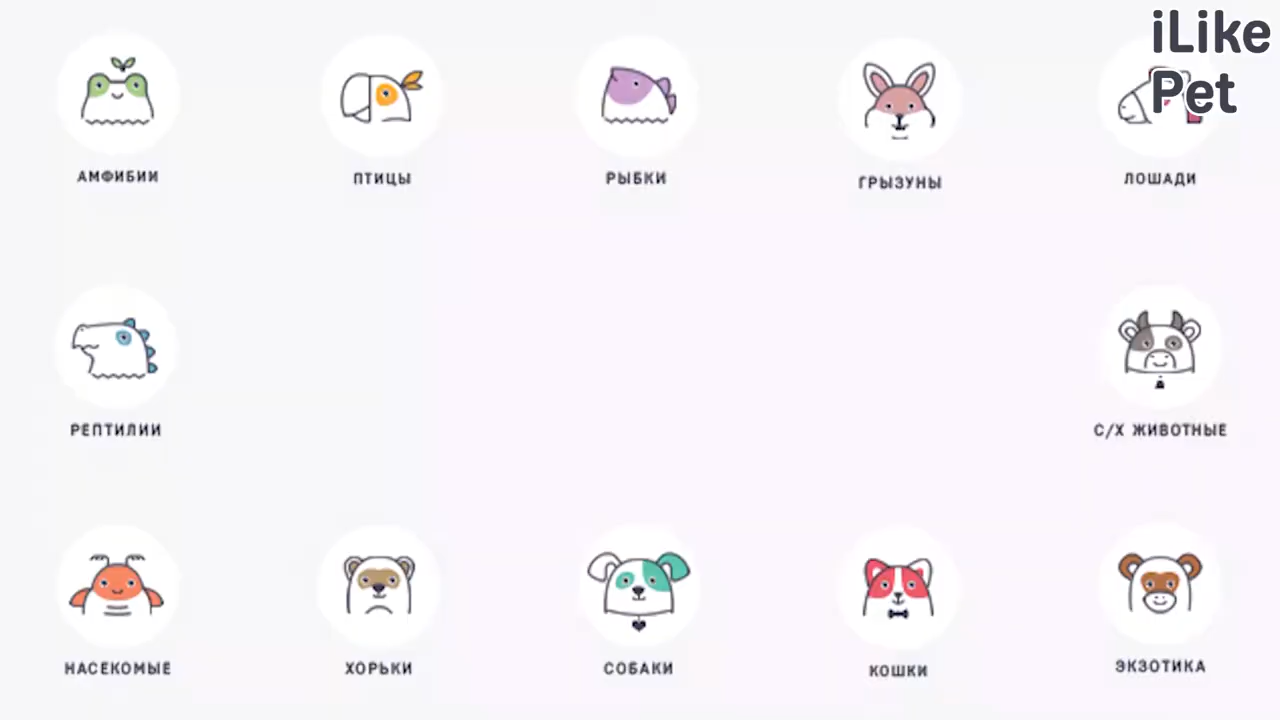 iLike
Pet
АМФИБИИ
ПТИЦЫ
РЫБКИ
ГРЫЗУНЫ
ЛОШАДИ
РЕПТИЛИИ
С/Х ЖИВОТНЫЕ
НАСЕКОМЫЕ
ХОРЬКИ
СОБАКИ
КОШКИ
ЭКЗОТИКА